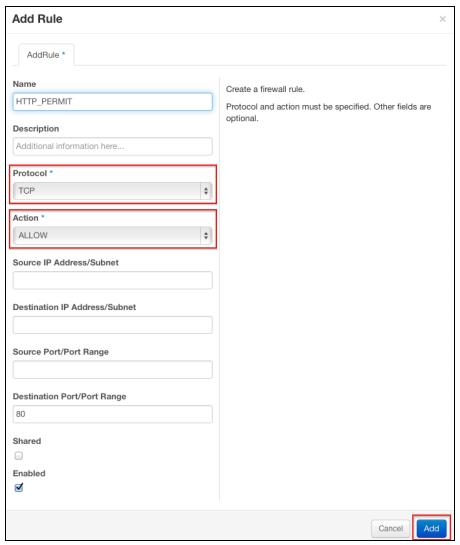 Add Rule
×
AddRule *
Name
HTTP_PERMIT
Description
Additional information here...
Protocol *
TCP
Action *
ALLOW
Source IP Address/Subnet
Destination IP Address/Subnet
Source Port/Port Range
Destination Port/Port Range
80
Shared
Enabled
Create a firewall rule.
Protocol and action must be specified. Other fields are
optional.
Cancel
Add